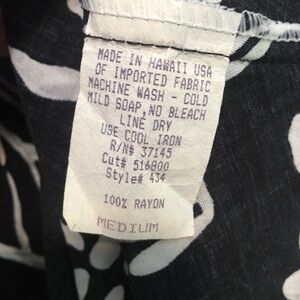 MADE IN HAWAII USA
OF IMPORTED FABRIC
MACHINE WASH - COLD
MILD SOAP, NO BLEACH
LINE DRY
USE COOL IRON
R/N# 37145
Cut# 516800
Style# 434
100% RAYON
MEDIUM